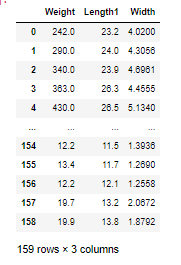 Weight Length1 Width
0 242.0 23.2 4.0200
1 290.0 24.0 4.3056
2 340.0 23.9 4.6961
3 363.0 26.3 4.4555
4 430.0 26.5 5.1340
... ... ... ...
154 12.2 11.5 1.3936
155 13.4 11.7 1.2690
156 12.2 12.1 1.2558
157 19.7 13.2 2.0672
158 19.9 13.8 1.8792
159 rows × 3 columns